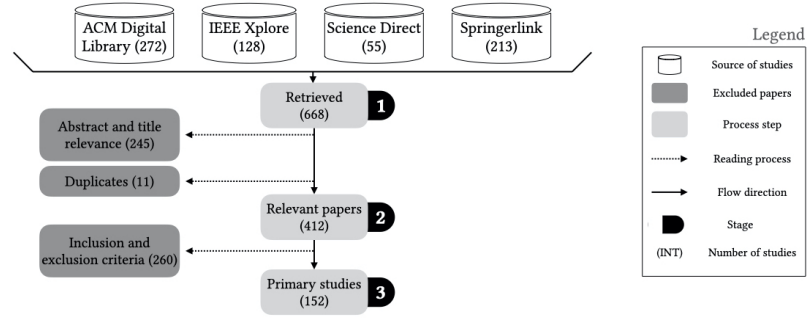 ACM Digital
Library (272)
IEEE Xplore
(128)
Science Direct
(55)
Springerlink
(213)
Retrieved
(668)
1
Abstract and title
relevance (245)
Duplicates (11)
Relevant papers
(412)
2
Inclusion and
exclusion criteria (260)
Primary studies
(152)
3
Legend
Source of studies
Excluded papers
Process step
Reading process
Flow direction
Stage
(INT) Number of studies